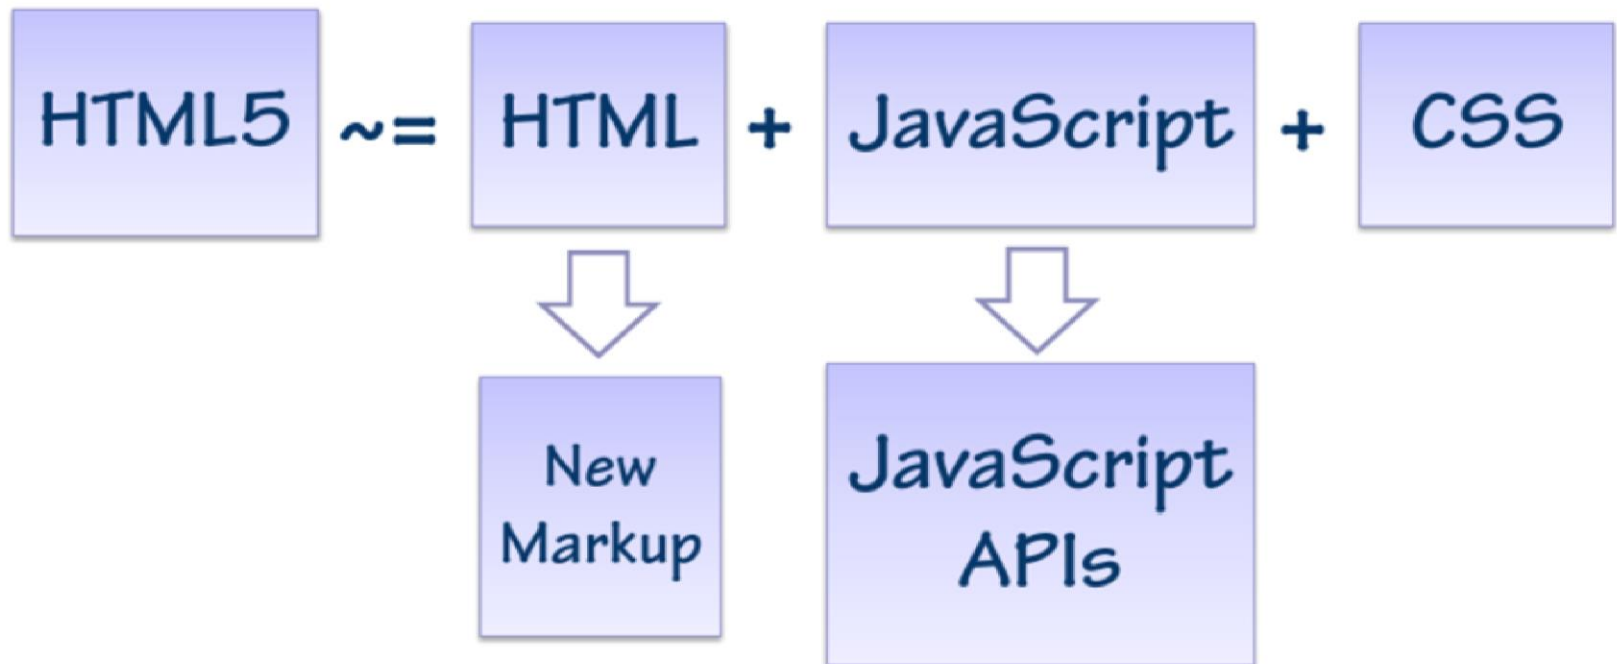 HTML5 ~= HTML + JavaScript + CSS
New
Markup
JavaScript
APIs